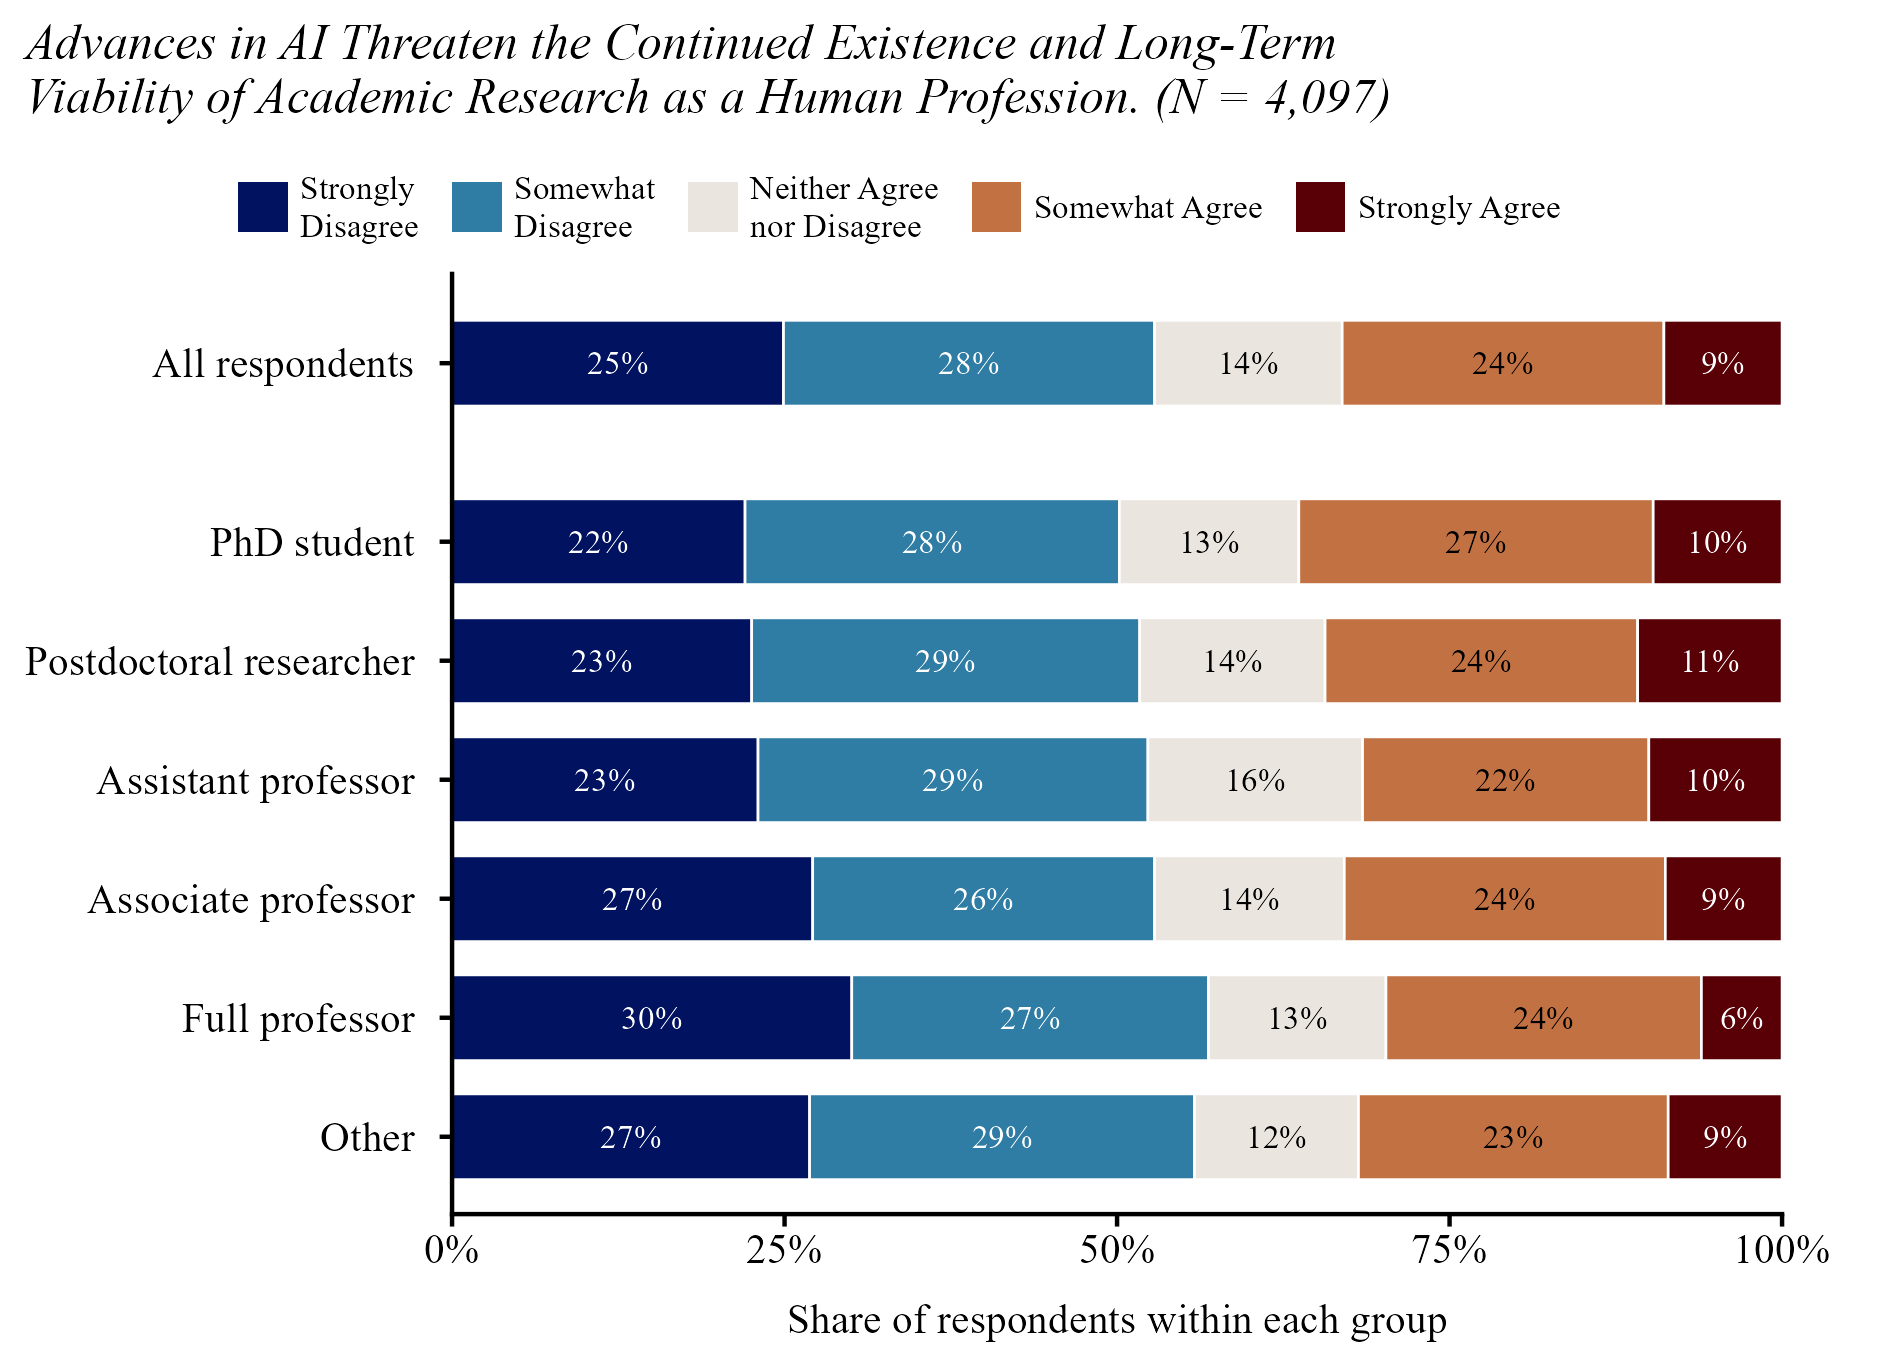 Advances in AI Threaten the Continued Existence and Long-Term
Viability of Academic Research as a Human Profession. (N = 4,097)
Strongly
Disagree
Somewhat
Disagree
Neither Agree
nor Disagree
Somewhat Agree
Strongly Agree
All respondents 25% 28% 14% 24% 9%
PhD student 22% 28% 13% 27% 10%
Postdoctoral researcher 23% 29% 14% 24% 11%
Assistant professor 23% 29% 16% 22% 10%
Associate professor 27% 26% 14% 24% 9%
Full professor 30% 27% 13% 24% 6%
Other 27% 29% 12% 23% 9%
0% 25% 50% 75% 100%
Share of respondents within each group